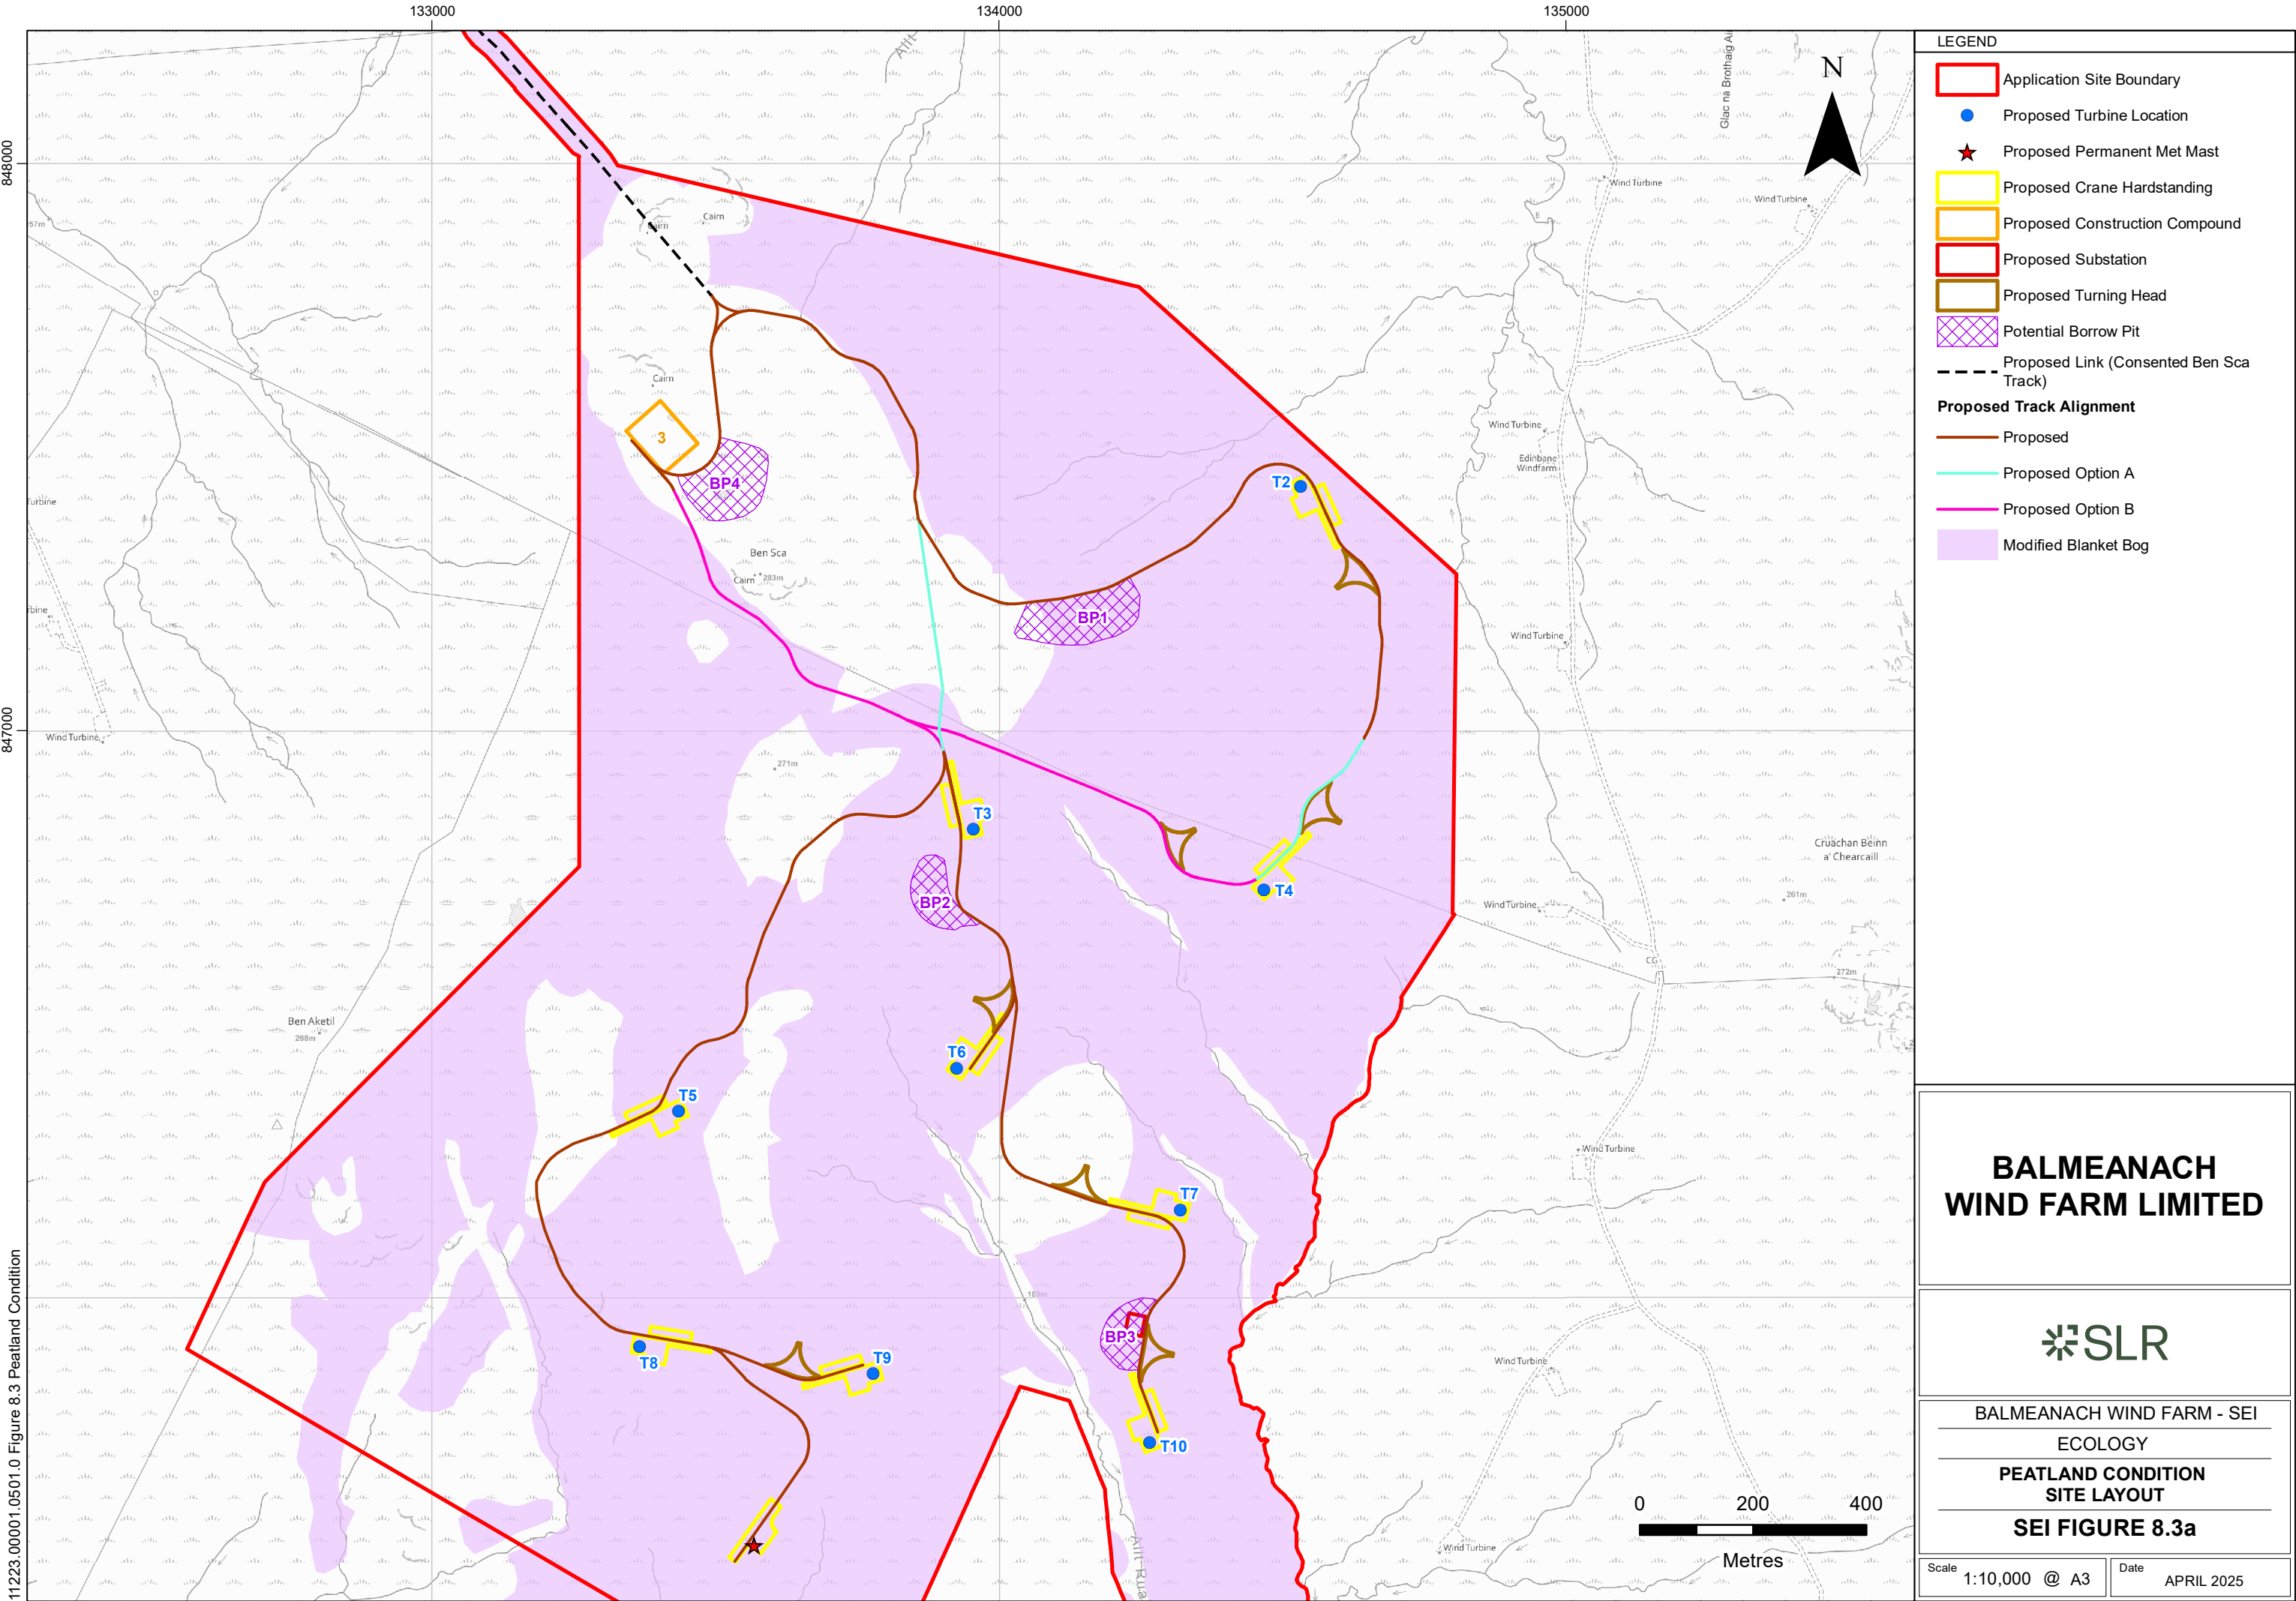 133000
134000
135000
848000
847000
Allt
Glac na Brothaig
N
Cairn
Cairn
Wind Turbine
Wind Turbine
Cairn
3
BP4
T2
Wind Turbine
Edinbane
Windfarm
Ben Sca
Cairn
283m
BP1
Wind Turbine
Wind Turbine
271m
T3
T4
BP2
Wind Turbine
Cruachan Beinn
a' Chearcaill
261m
CG
272m
Ben Aketil
268m
T6
T5
Wind Turbine
T7
BP3
T8
T9
Wind Turbine
T10
Wind Turbine
0 200 400
Metres
11223.00001.0501.0 Figure 8.3 Peatland Condition
LEGEND
Application Site Boundary
Proposed Turbine Location
Proposed Permanent Met Mast
Proposed Crane Hardstanding
Proposed Construction Compound
Proposed Substation
Proposed Turning Head
Potential Borrow Pit
Proposed Link (Consented Ben Sca
Track)
Proposed Track Alignment
Proposed
Proposed Option A
Proposed Option B
Modified Blanket Bog
BALMEANACH
WIND FARM LIMITED
SLR
BALMEANACH WIND FARM - SEI
ECOLOGY
PEATLAND CONDITION
SITE LAYOUT
SEI FIGURE 8.3a
Scale 1:10,000 @ A3
Date APRIL 2025